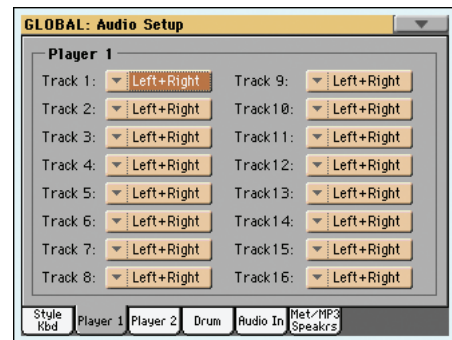 GLOBAL: Audio Setup
Player 1
Track 1: Left+Right Track 9: Left+Right
Track 2: Left+Right Track10: Left+Right
Track 3: Left+Right Track11: Left+Right
Track 4: Left+Right Track12: Left+Right
Track 5: Left+Right Track13: Left+Right
Track 6: Left+Right Track14: Left+Right
Track 7: Left+Right Track15: Left+Right
Track 8: Left+Right Track16: Left+Right
Style Kbd Player 1 Player 2 Drum Audio In Met/MP3 Speakrs